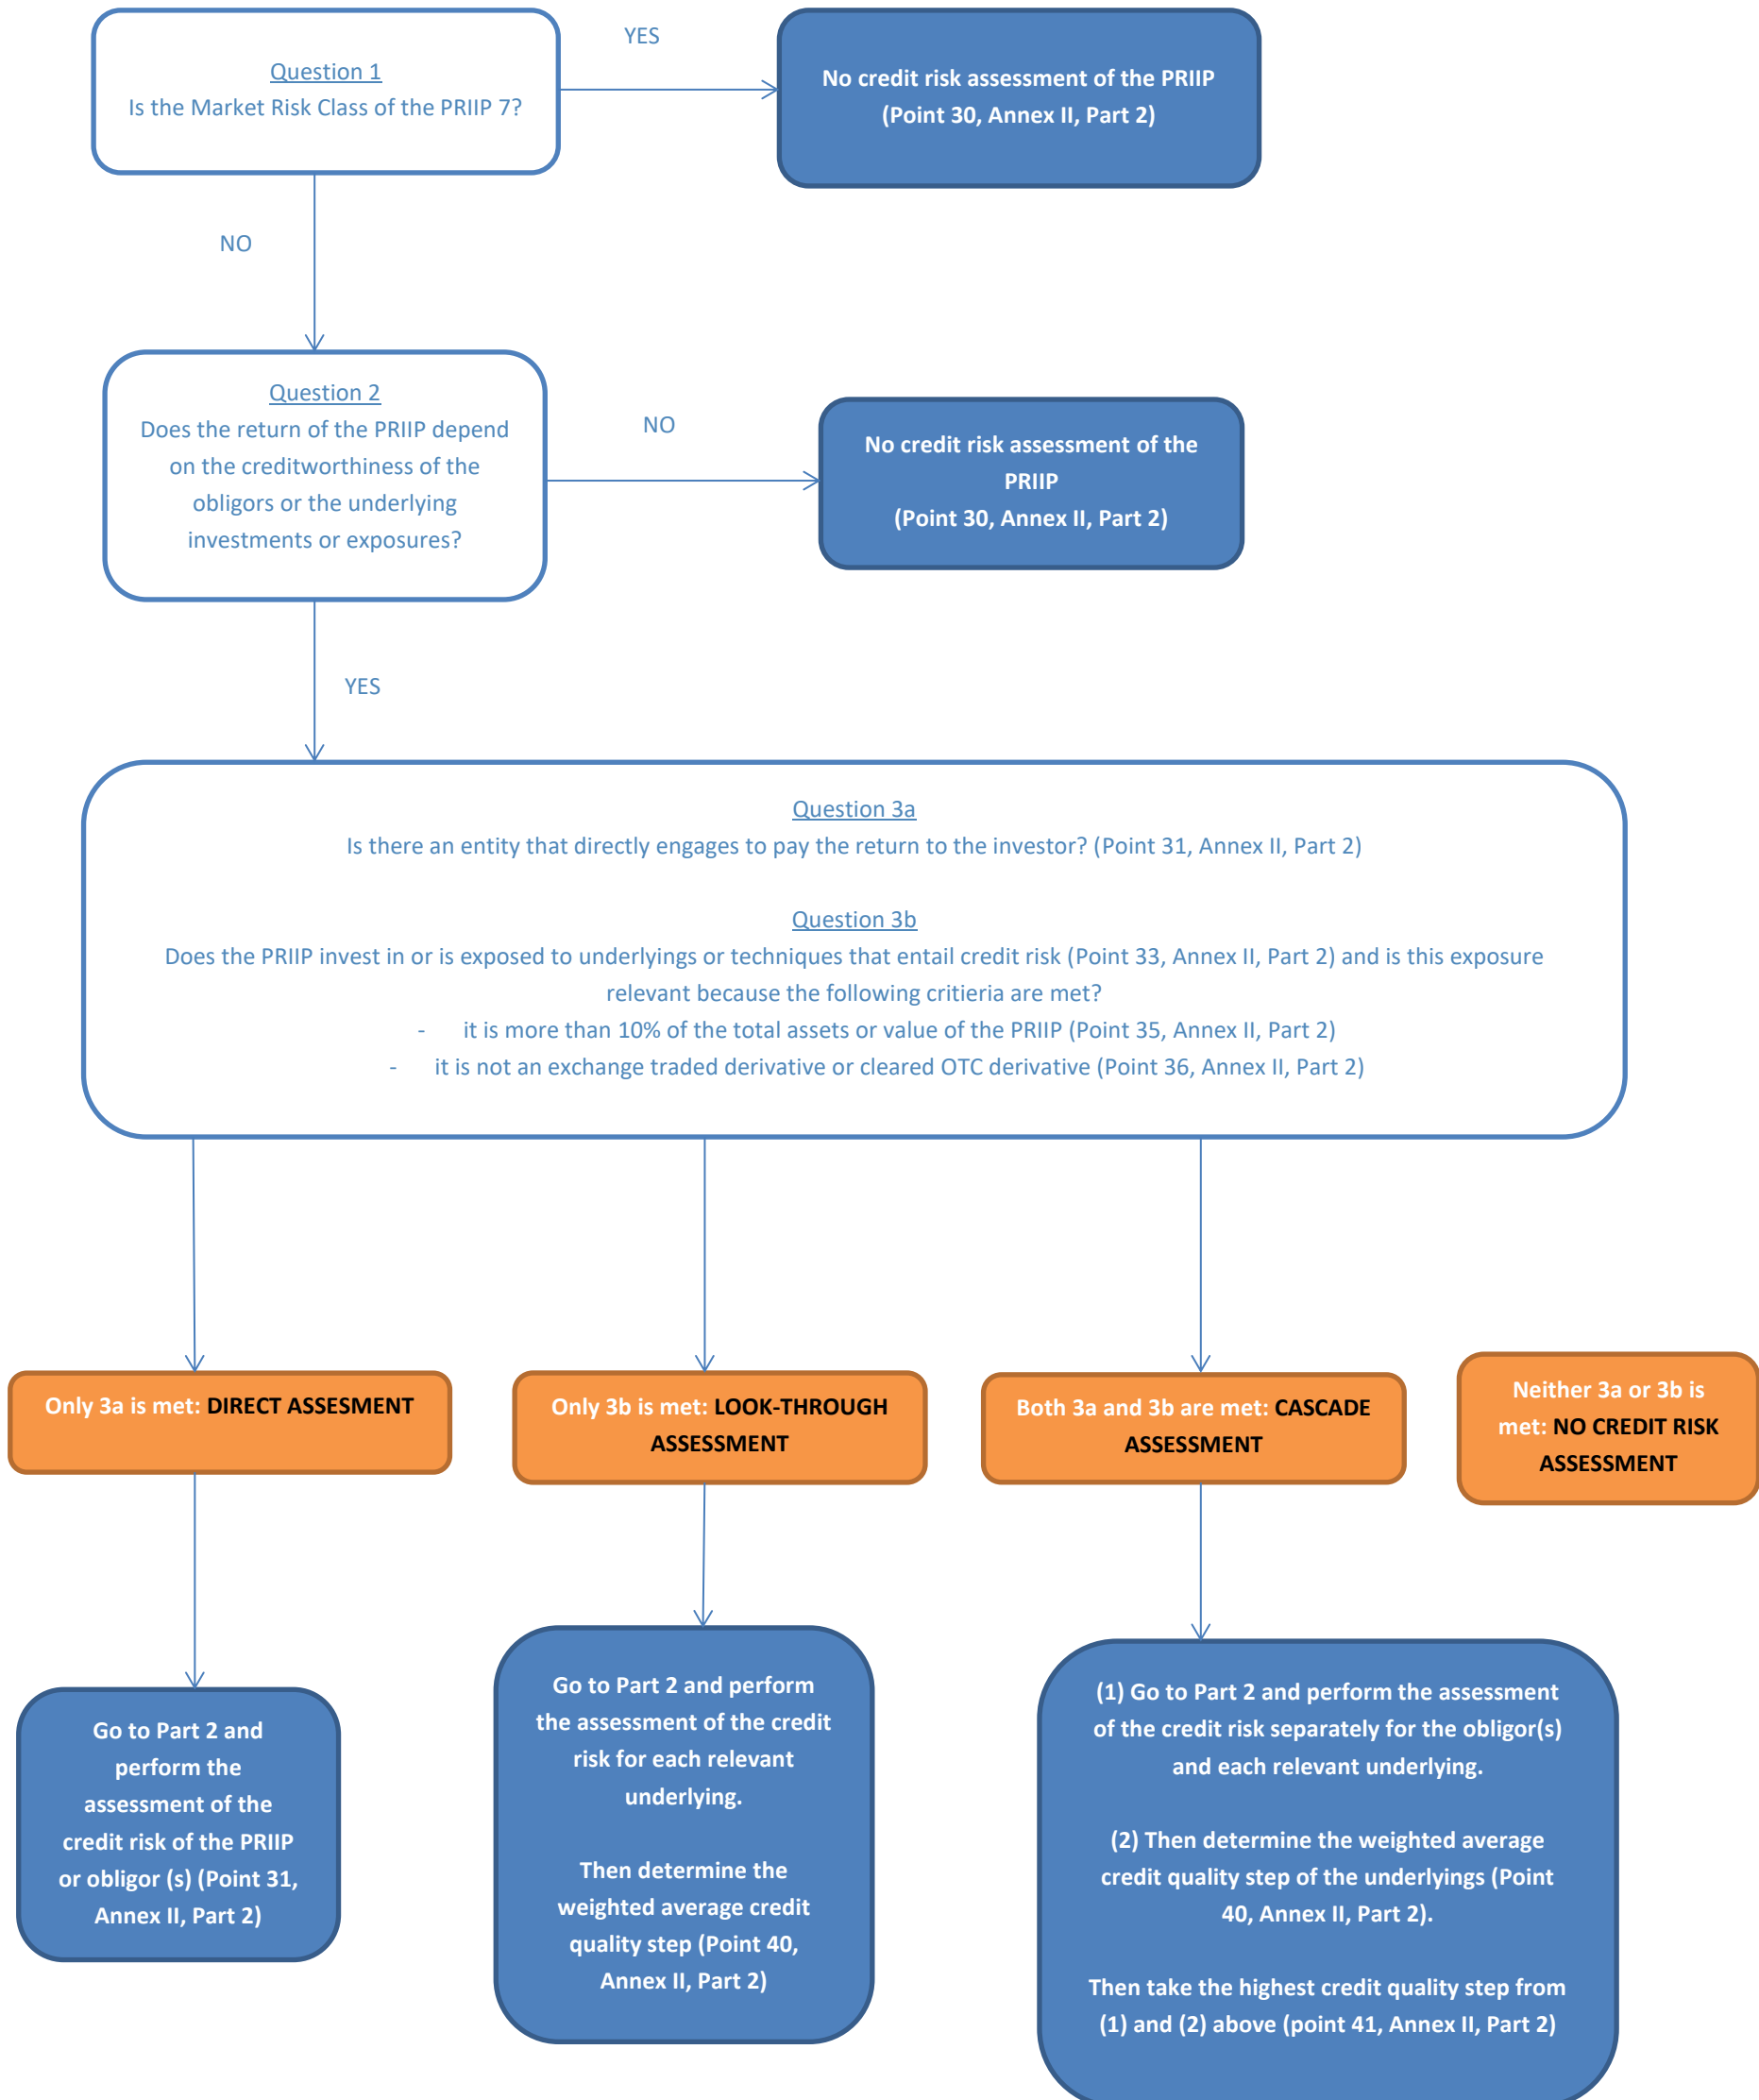 Question 1
Is the Market Risk Class of the PRIIP 7?
YES
No credit risk assessment of the PRIIP
(Point 30, Annex II, Part 2)
NO
Question 2
Does the return of the PRIIP depend
on the creditworthiness of the
obligors or the underlying
investments or exposures?
NO
No credit risk assessment of the
PRIIP
(Point 30, Annex II, Part 2)
YES
Question 3a
Is there an entity that directly engages to pay the return to the investor? (Point 31, Annex II, Part 2)
Question 3b
Does the PRIIP invest in or is exposed to underlyings or techniques that entail credit risk (Point 33, Annex II, Part 2) and is this exposure
relevant because the following critieria are met?
- it is more than 10% of the total assets or value of the PRIIP (Point 35, Annex II, Part 2)
- it is not an exchange traded derivative or cleared OTC derivative (Point 36, Annex II, Part 2)
Only 3a is met: DIRECT ASSESMENT
Only 3b is met: LOOK-THROUGH
ASSESSMENT
Both 3a and 3b are met: CASCADE
ASSESSMENT
Neither 3a or 3b is
met: NO CREDIT RISK
ASSESSMENT
Go to Part 2 and
perform the
assessment of the
credit risk of the PRIIP
or obligor (s) (Point 31,
Annex II, Part 2)
Go to Part 2 and perform
the assessment of the credit
risk for each relevant
underlying.
Then determine the
weighted average credit
quality step (Point 40,
Annex II, Part 2)
(1) Go to Part 2 and perform the assessment
of the credit risk separately for the obligor(s)
and each relevant underlying.
(2) Then determine the weighted average
credit quality step of the underlyings (Point
40, Annex II, Part 2).
Then take the highest credit quality step from
(1) and (2) above (point 41, Annex II, Part 2)